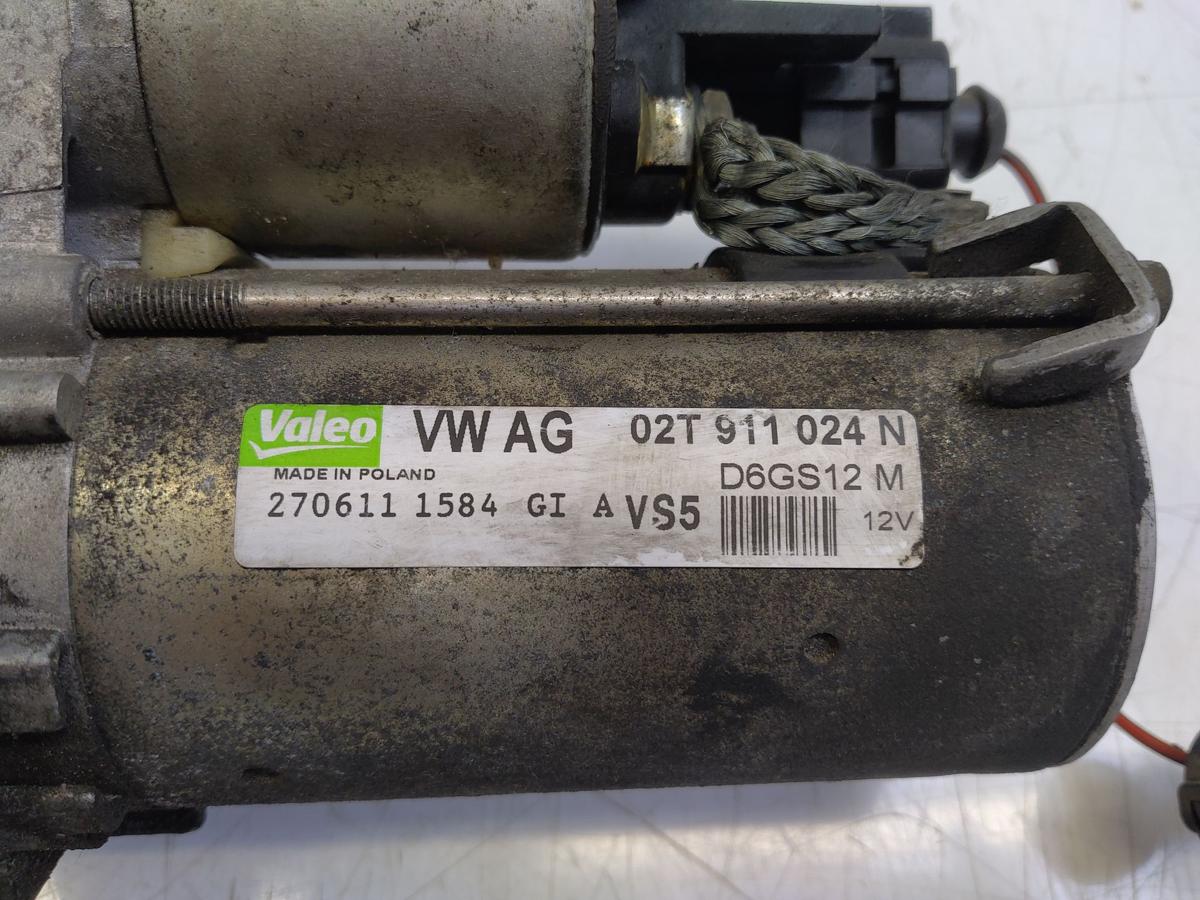 Valeo VW AG 02T 911 024 N
MADE IN POLAND D6GS12 M
270611 1584 GI A VS5 12V